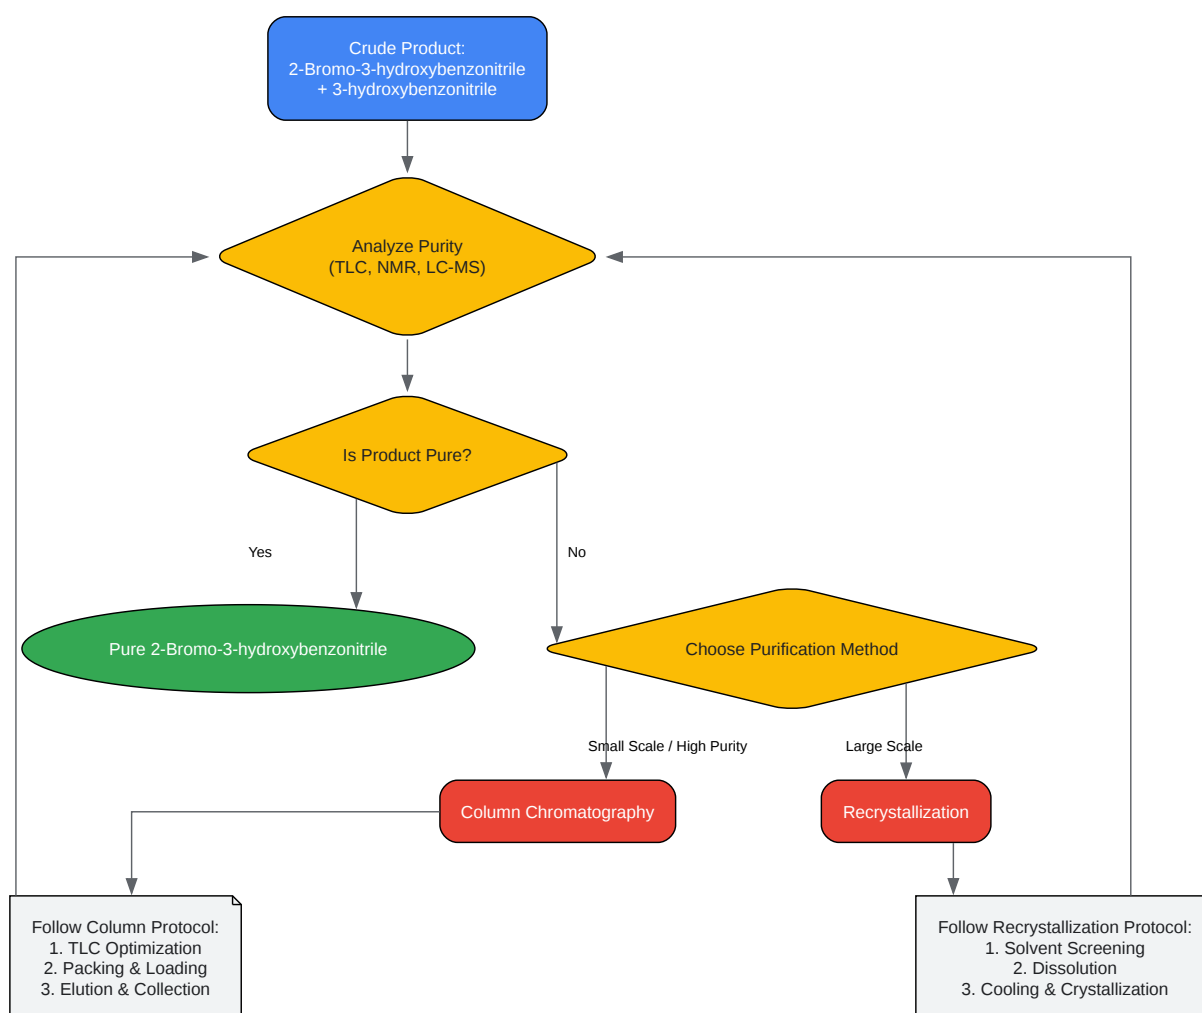 Crude Product:
2-Bromo-3-hydroxybenzonitrile
+ 3-hydroxybenzonitrile
Analyze Purity
(TLC, NMR, LC-MS)
Is Product Pure?
Yes
No
Pure 2-Bromo-3-hydroxybenzonitrile
Choose Purification Method
Small Scale / High Purity
Large Scale
Column Chromatography
Recrystallization
Follow Column Protocol:
1. TLC Optimization
2. Packing & Loading
3. Elution & Collection
Follow Recrystallization Protocol:
1. Solvent Screening
2. Dissolution
3. Cooling & Crystallization